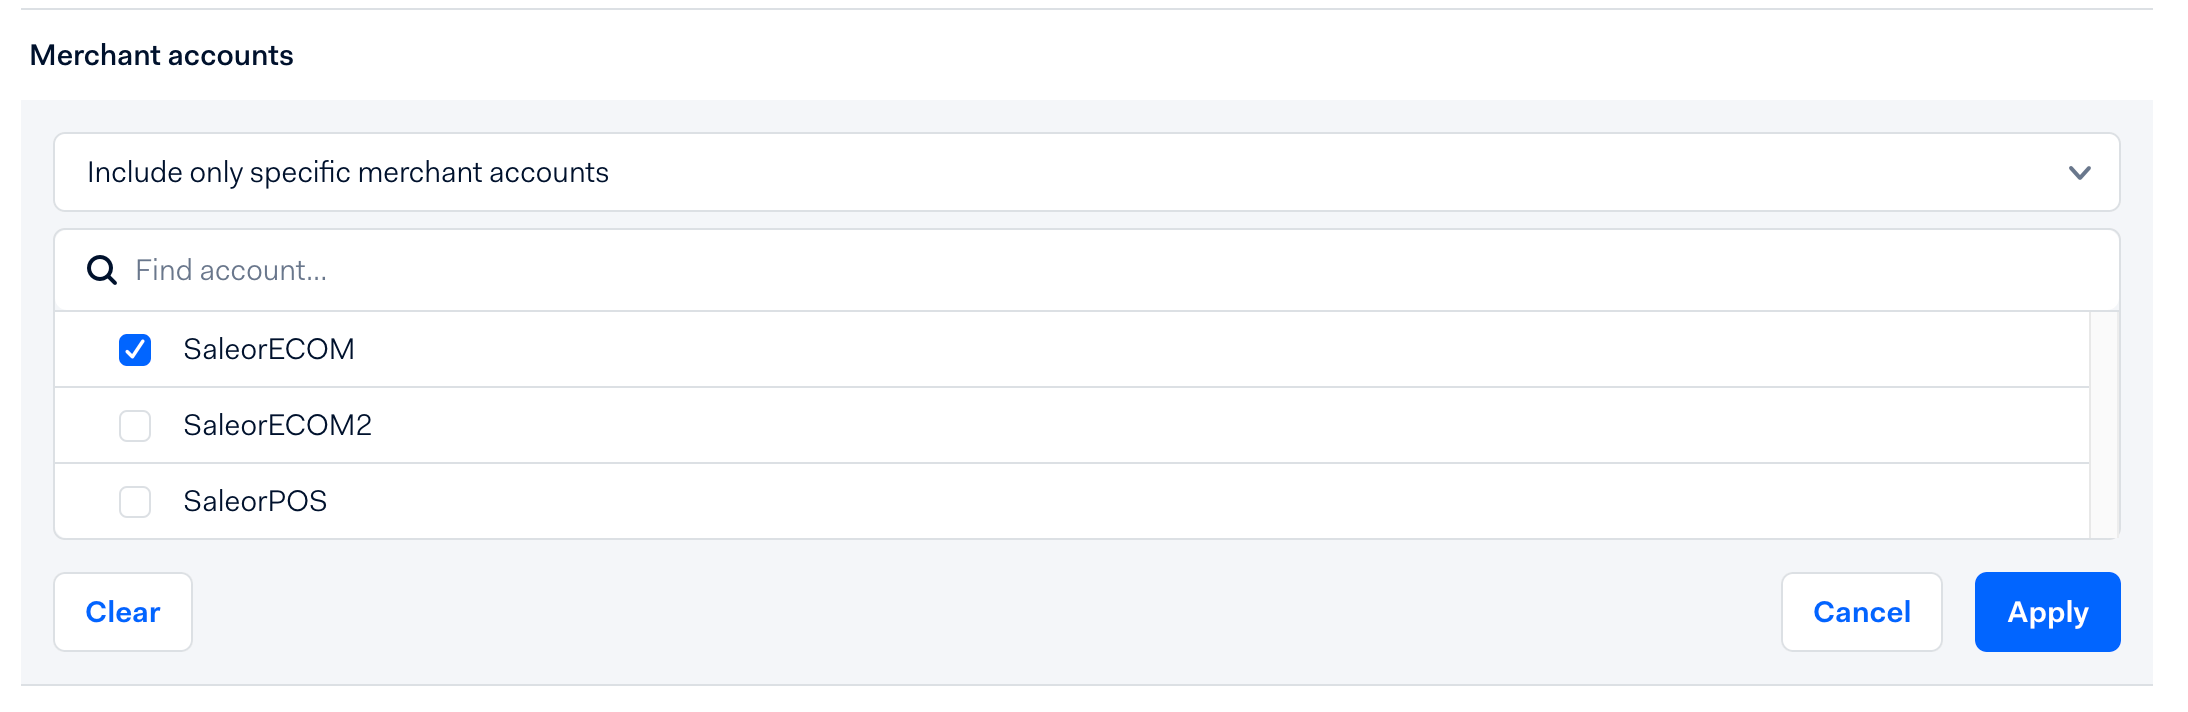 Merchant accounts
Include only specific merchant accounts
Find account...
SaleorECOM
SaleorECOM2
SaleorPOS
Clear
Cancel
Apply